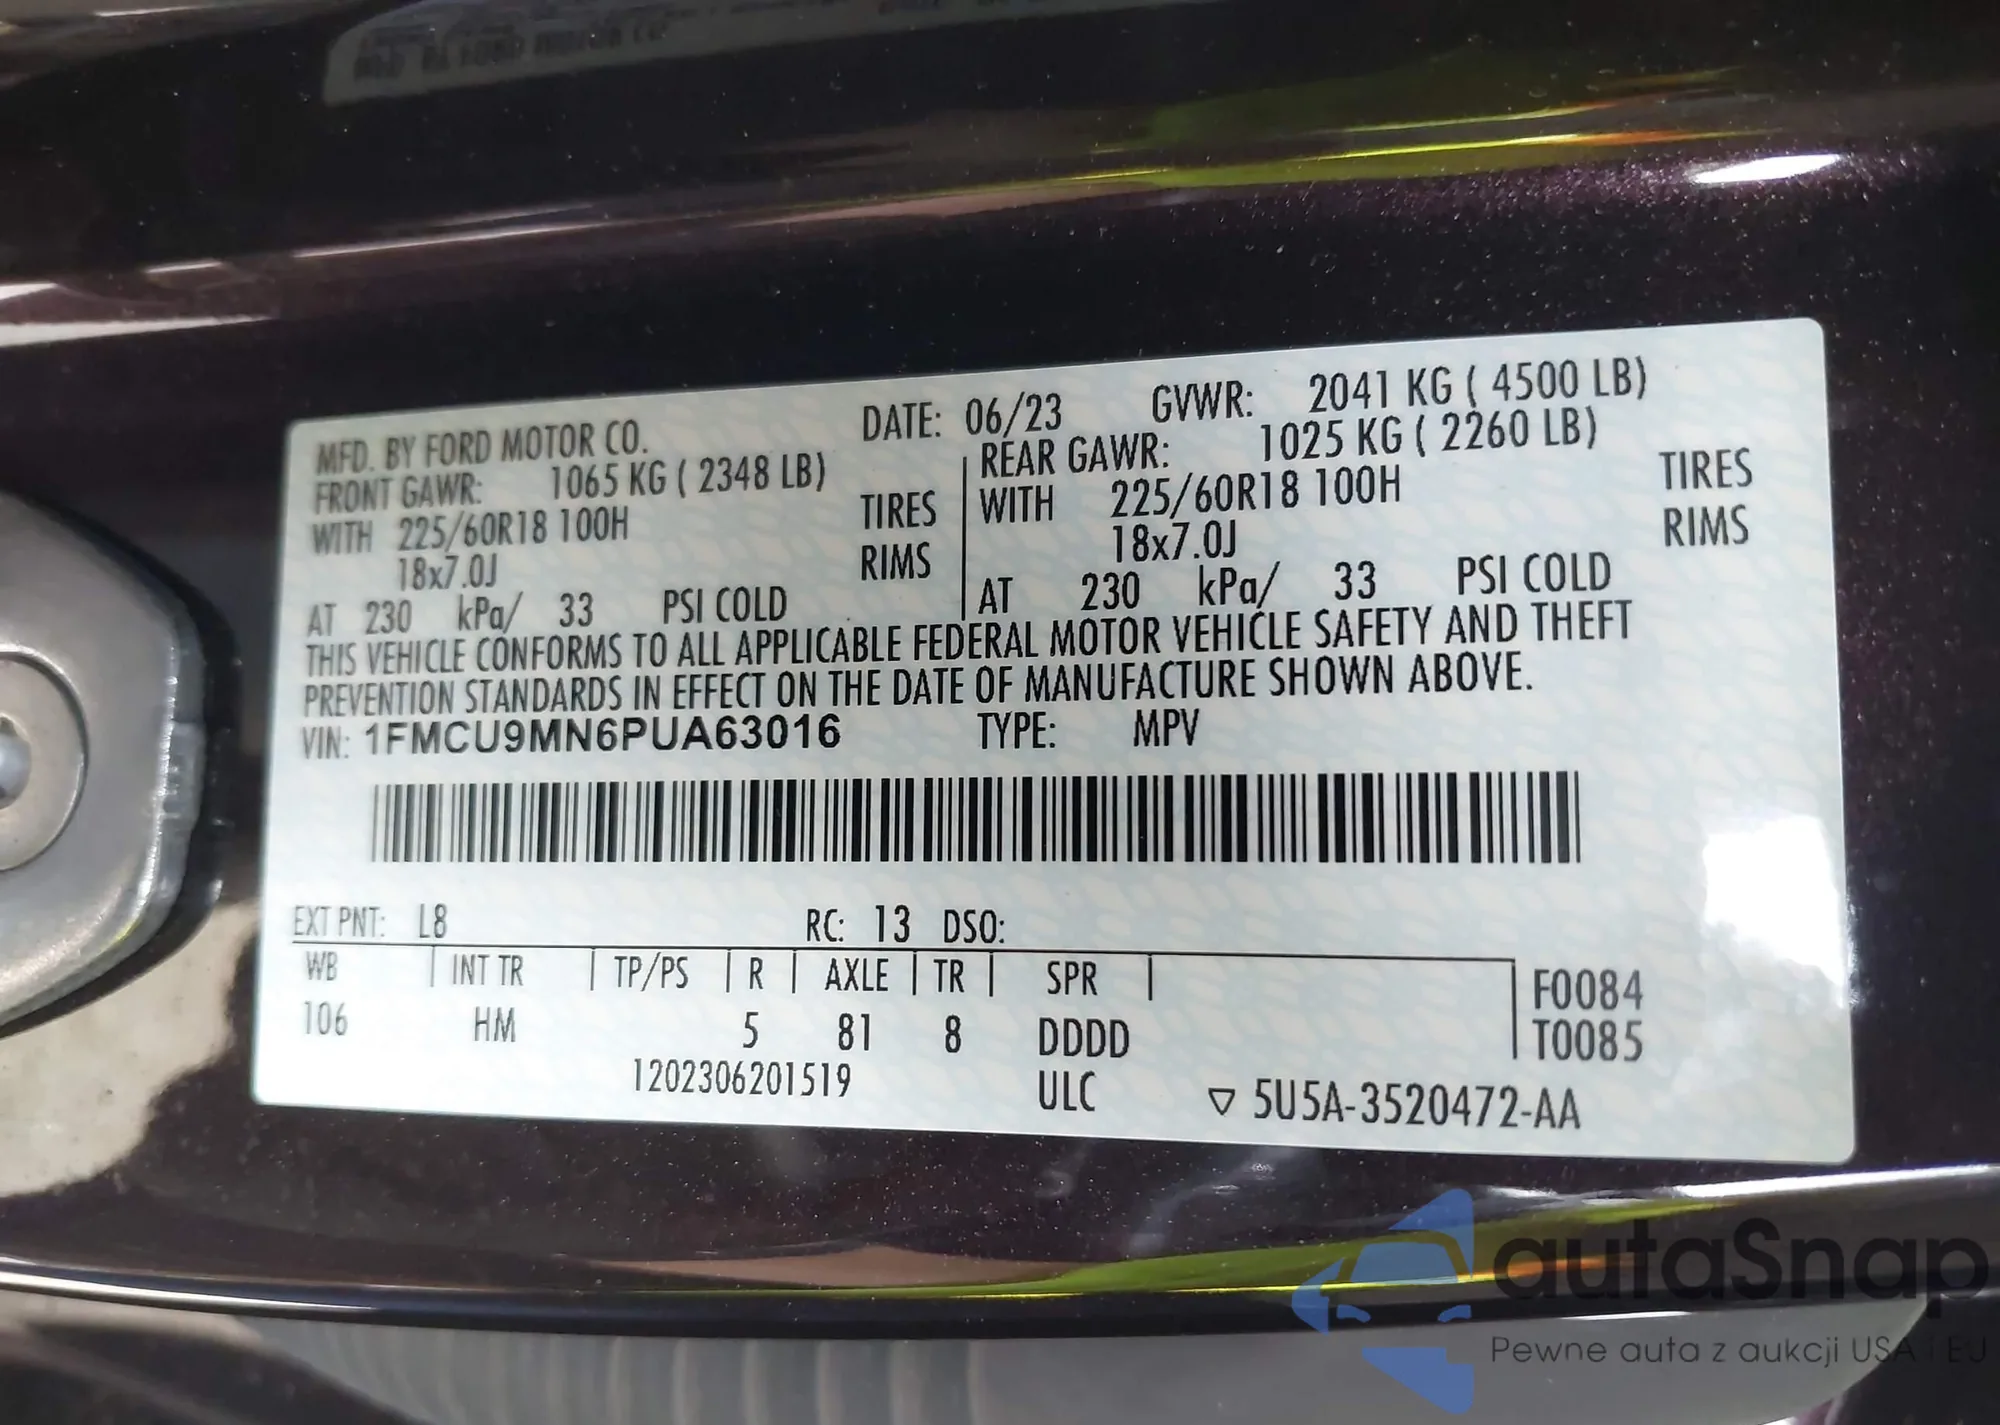 MFD. BY FORD MOTOR CO.
DATE: 06/23 GVWR: 2041 KG ( 4500 LB)
FRONT GAWR: 1065 KG ( 2348 LB)
WITH 225/60R18 100H TIRES
18x7.0J RIMS
AT 230 kPa/ 33 PSI COLD
REAR GAWR: 1025 KG ( 2260 LB)
WITH 225/60R18 100H TIRES
18x7.0J RIMS
AT 230 kPa/ 33 PSI COLD
THIS VEHICLE CONFORMS TO ALL APPLICABLE FEDERAL MOTOR VEHICLE SAFETY AND THEFT
PREVENTION STANDARDS IN EFFECT ON THE DATE OF MANUFACTURE SHOWN ABOVE.
VIN: 1FMCU9MN6PUA63016 TYPE: MPV
EXT PNT: L8 RC: 13 DSO:
WB INT TR TP/PS R AXLE TR SPR F0084
106 HM 5 81 8 DDDD T0085
1202306201519 ULC ▽ 5U5A-3520472-AA
autaSnap
Pewne auta z aukcji USA i EU